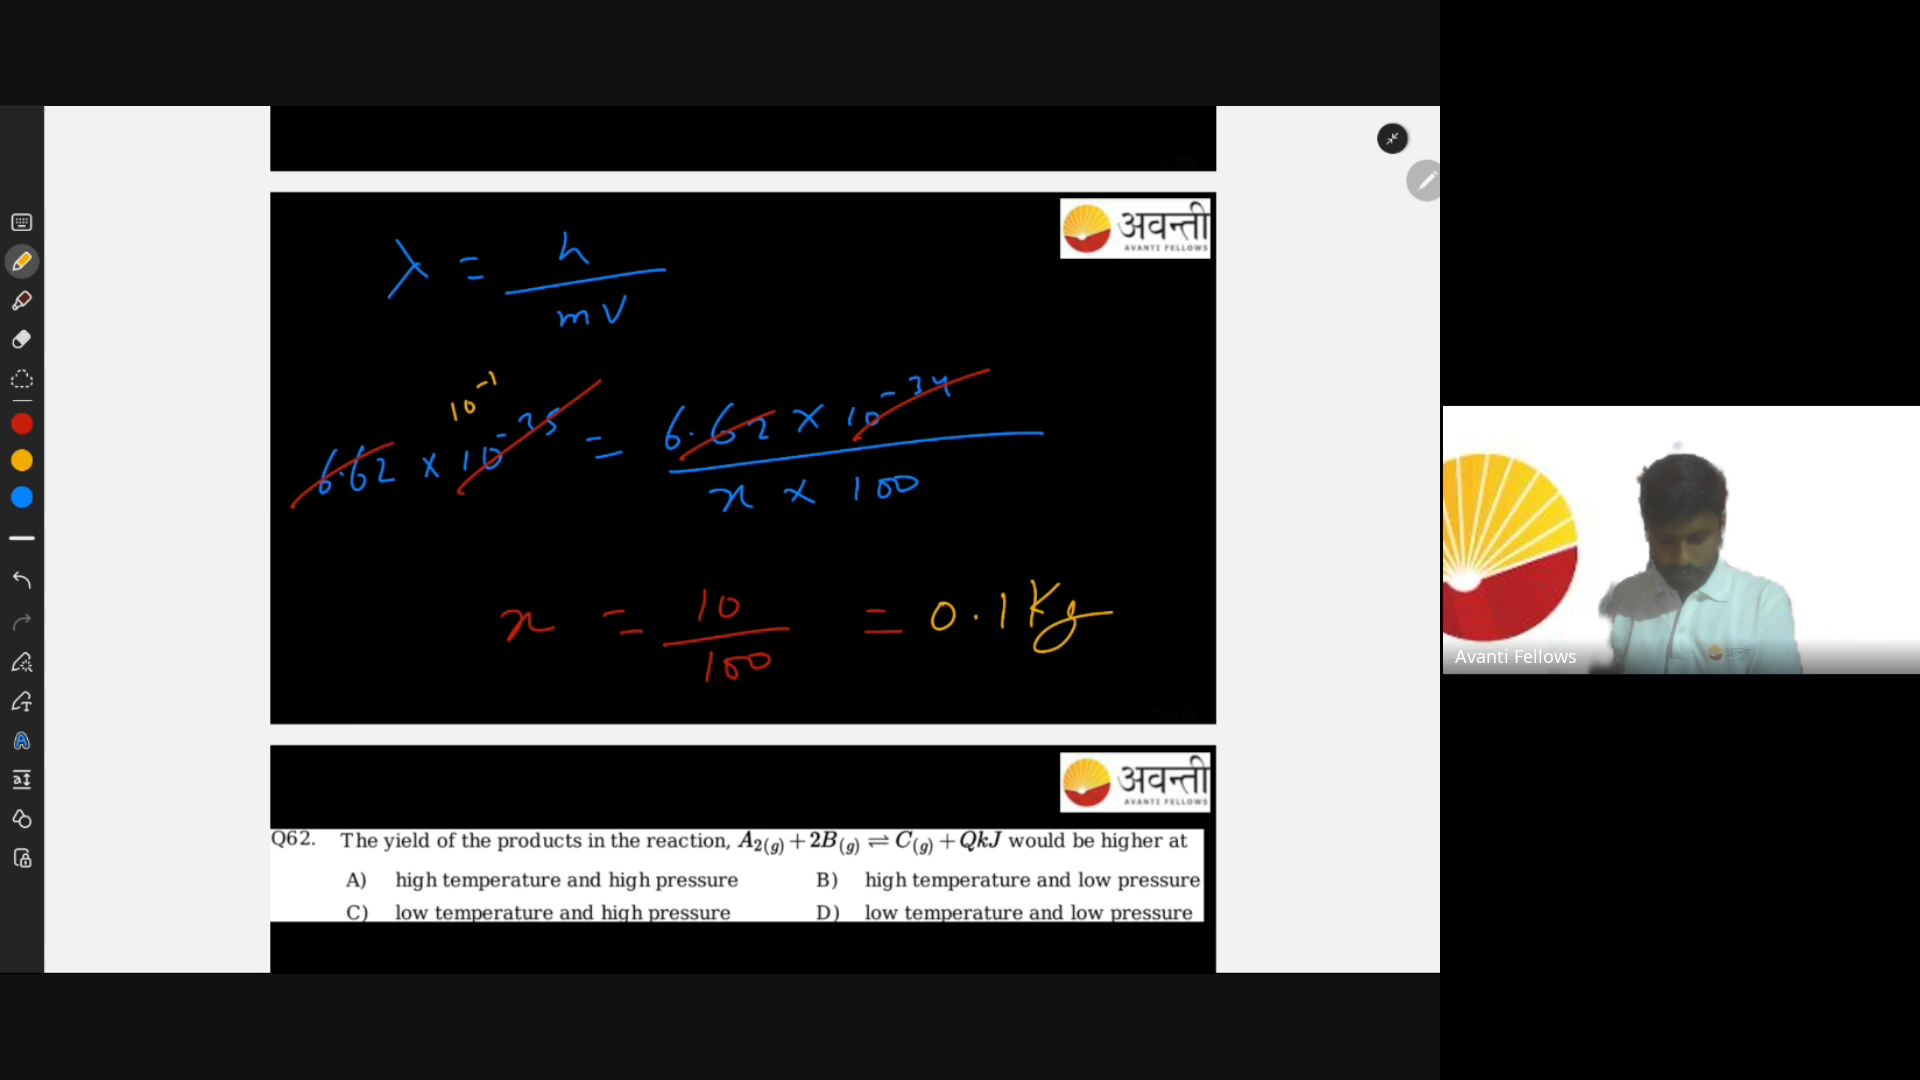 अवन्ती
AVANTI FELLOWS
λ = h / mv
10⁻¹
6.62 × 10⁻³⁵ = 6.62 × 10⁻³⁴ / x × 100
x = 10 / 100 = 0.1 Kg
Avanti Fellows
अवन्ती
AVANTI FELLOWS
Q62. The yield of the products in the reaction, A₂(g) + 2B(g) ⇌ C(g) + QkJ would be higher at
A) high temperature and high pressure B) high temperature and low pressure
C) low temperature and high pressure D) low temperature and low pressure